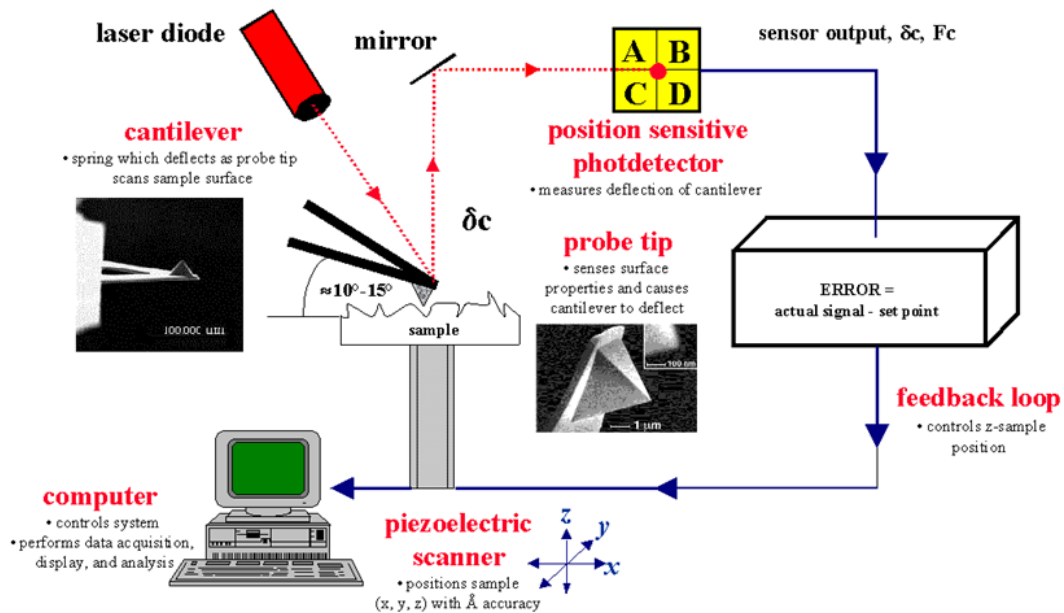 laser diode
mirror
A B
C D
sensor output, δc, Fc
cantilever
• spring which deflects as probe tip
scans sample surface
100.000 um
position sensitive
photdetector
• measures deflection of cantilever
δc
≈10°-15°
sample
probe tip
• senses surface
properties and causes
cantilever to deflect
100 nm
1 μm
ERROR =
actual signal - set point
feedback loop
• controls z-sample
position
computer
• controls system
• performs data acquisition,
display, and analysis
piezoelectric
scanner
• positions sample
(x, y, z) with Å accuracy
z
y
x